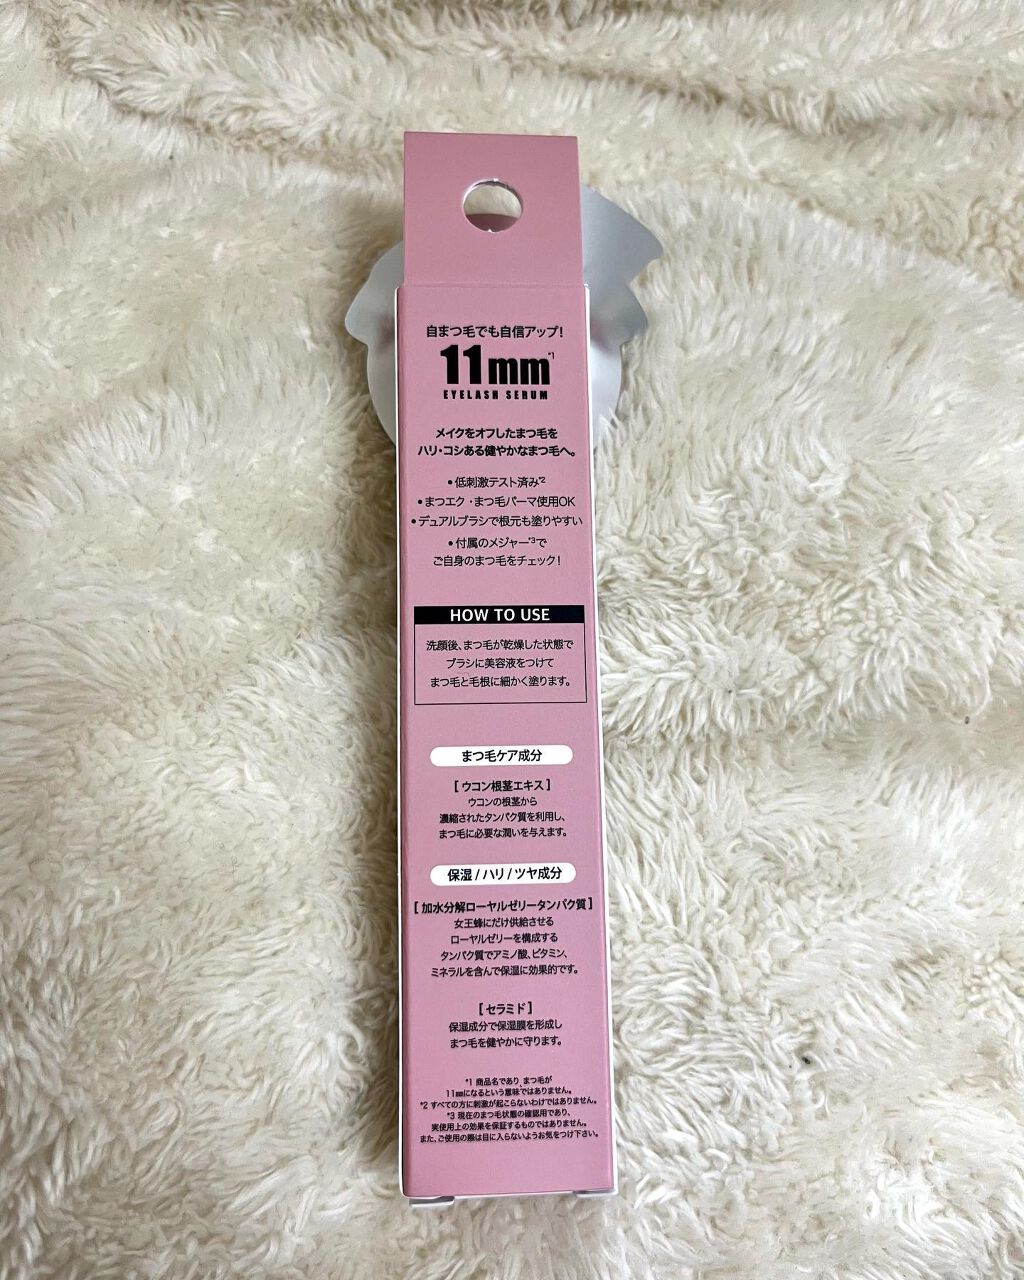 自まつ毛でも自信アップ!
11mm*1
EYELASH SERUM
メイクをオフしたまつ毛を
ハリ・コシある健やかなまつ毛へ。
•低刺激テスト済み*2
•まつエク・まつ毛パーマ使用OK
•デュアルブラシで根元も塗りやすい
•付属のメジャー*3で
ご自身のまつ毛をチェック!
HOW TO USE
洗顔後、まつ毛が乾燥した状態で
ブラシに美容液をつけて
まつ毛と毛根に細かく塗ります。
まつ毛ケア成分
[ウコン根茎エキス]
ウコンの根茎から
濃縮されたタンパク質を利用し、
まつ毛に必要な潤いを与えます。
保湿/ハリ/ツヤ成分
[加水分解ローヤルゼリータンパク質]
女王蜂にだけ供給させる
ローヤルゼリーを構成する
タンパク質でアミノ酸、ビタミン、
ミネラルを含んで保湿に効果的です。
[セラミド]
保湿成分で保湿膜を形成し
まつ毛を健やかに守ります。
*1 商品名であり、まつ毛が
11mmになるという意味ではありません。
*2 すべての方に刺激が起こらないわけではありません。
*3 現在のまつ毛状態の確認用であり、
実使用上の効果を保証するものではありません。
また、ご使用の際は目に入らないようお気をつけ下さい。